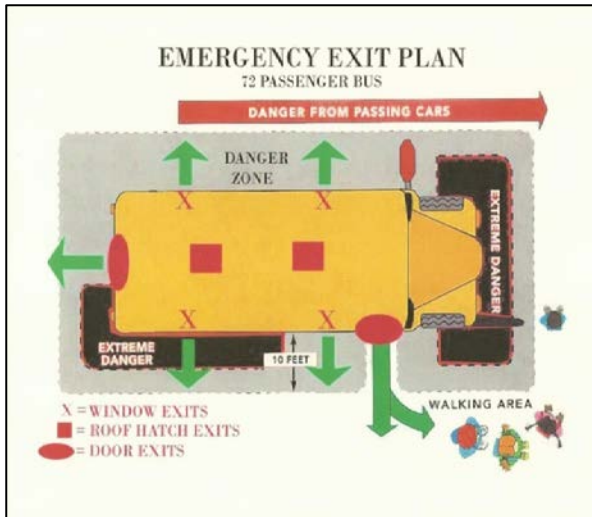 EMERGENCY EXIT PLAN
72 PASSENGER BUS
DANGER FROM PASSING CARS
DANGER
ZONE
X
X
EXTREME DANGER
X
X
EXTREME
DANGER
10 FEET
WALKING AREA
X = WINDOW EXITS
= ROOF HATCH EXITS
= DOOR EXITS